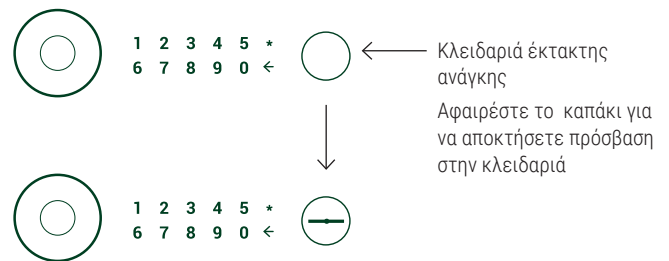 1 2 3 4 5 *
6 7 8 9 0 ←
Κλειδαριά έκτακτης
ανάγκης
Αφαιρέστε το καπάκι για
να αποκτήσετε πρόσβαση
στην κλειδαριά
1 2 3 4 5 *
6 7 8 9 0 ←